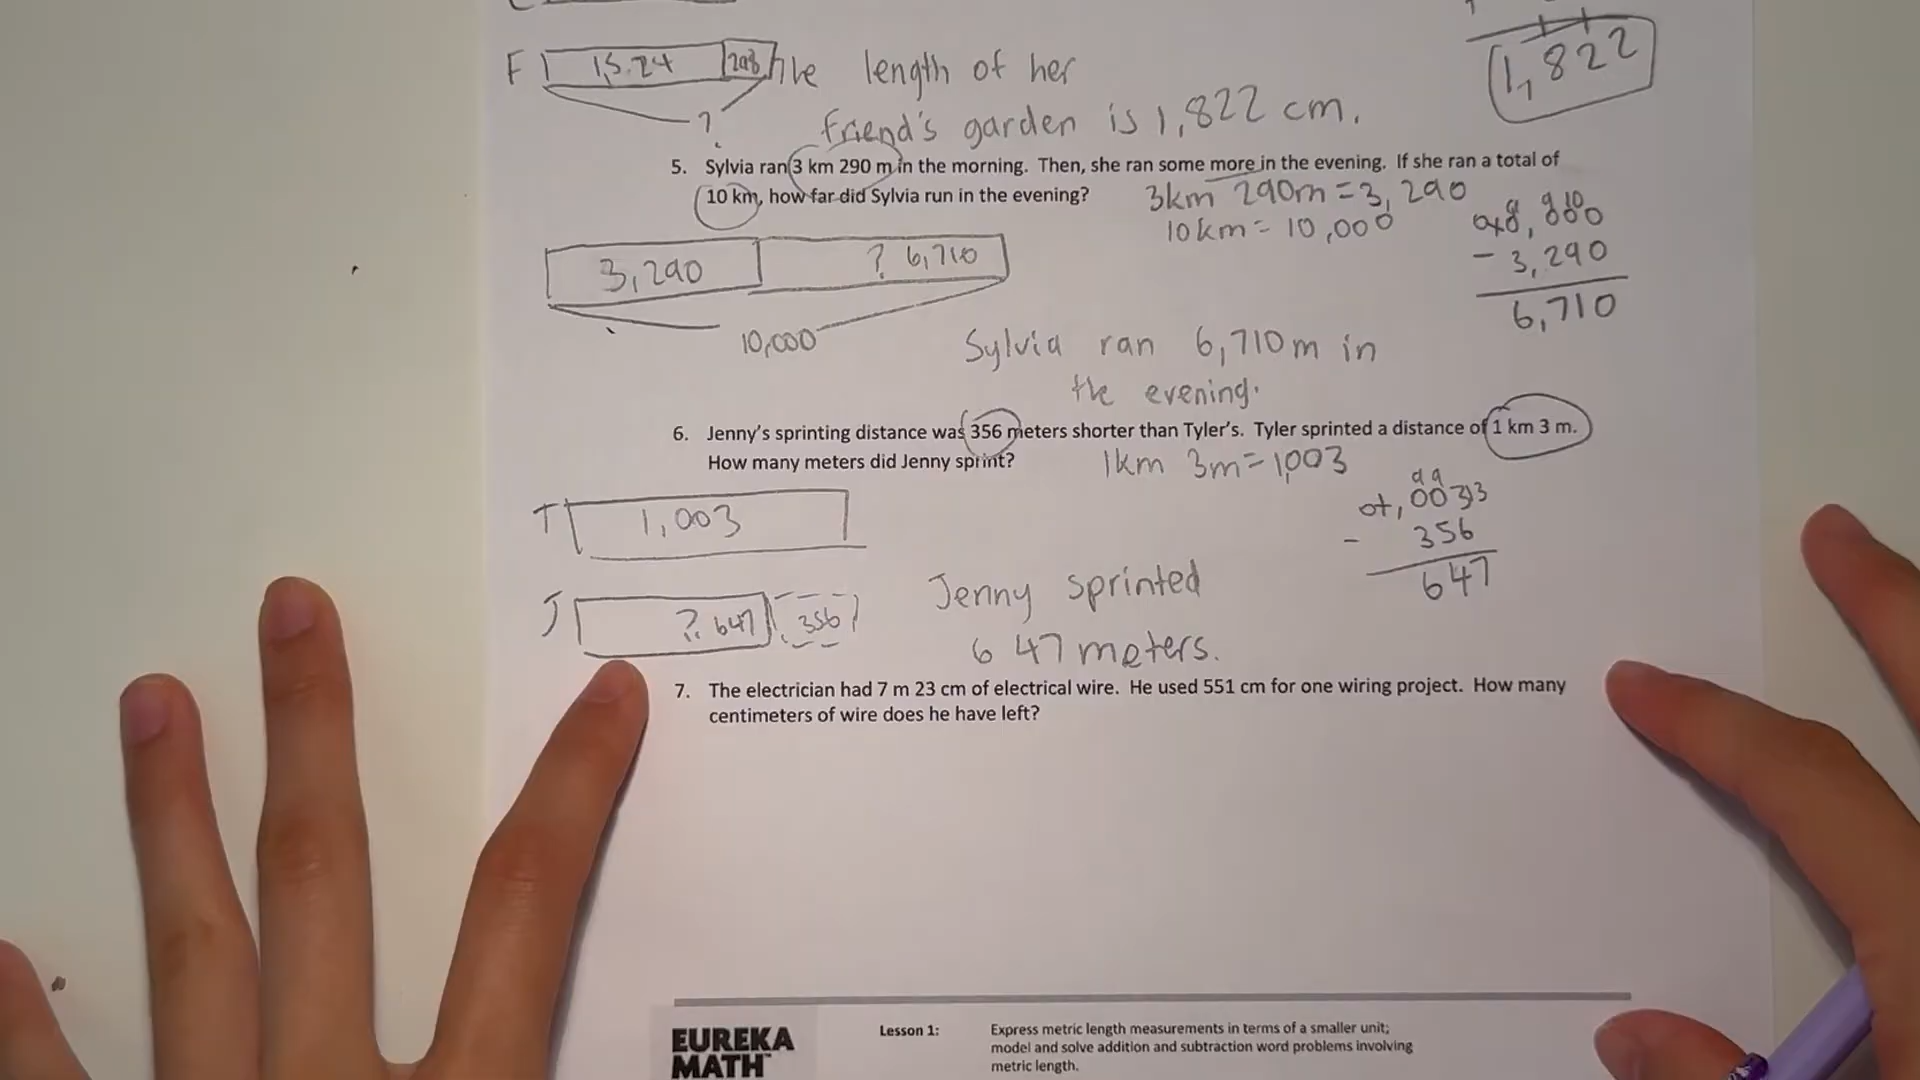 F 1,524 298 The length of her
?
friend's garden is 1,822 cm.
1,822
5. Sylvia ran 3 km 290 m in the morning. Then, she ran some more in the evening. If she ran a total of
10 km, how far did Sylvia run in the evening?
3km 290m = 3,290
10km = 10,000
- 3,290
6,710
3,290 ? 6,710
10,000
Sylvia ran 6,710m in
the evening.
6. Jenny's sprinting distance was 356 meters shorter than Tyler's. Tyler sprinted a distance of 1 km 3 m.
How many meters did Jenny sprint?
1km 3m = 1,003
- 356
647
T 1,003
J ? 647 356
Jenny sprinted
647 meters.
7. The electrician had 7 m 23 cm of electrical wire. He used 551 cm for one wiring project. How many
centimeters of wire does he have left?
EUREKA
MATH™
Lesson 1:
Express metric length measurements in terms of a smaller unit;
model and solve addition and subtraction word problems involving
metric length.